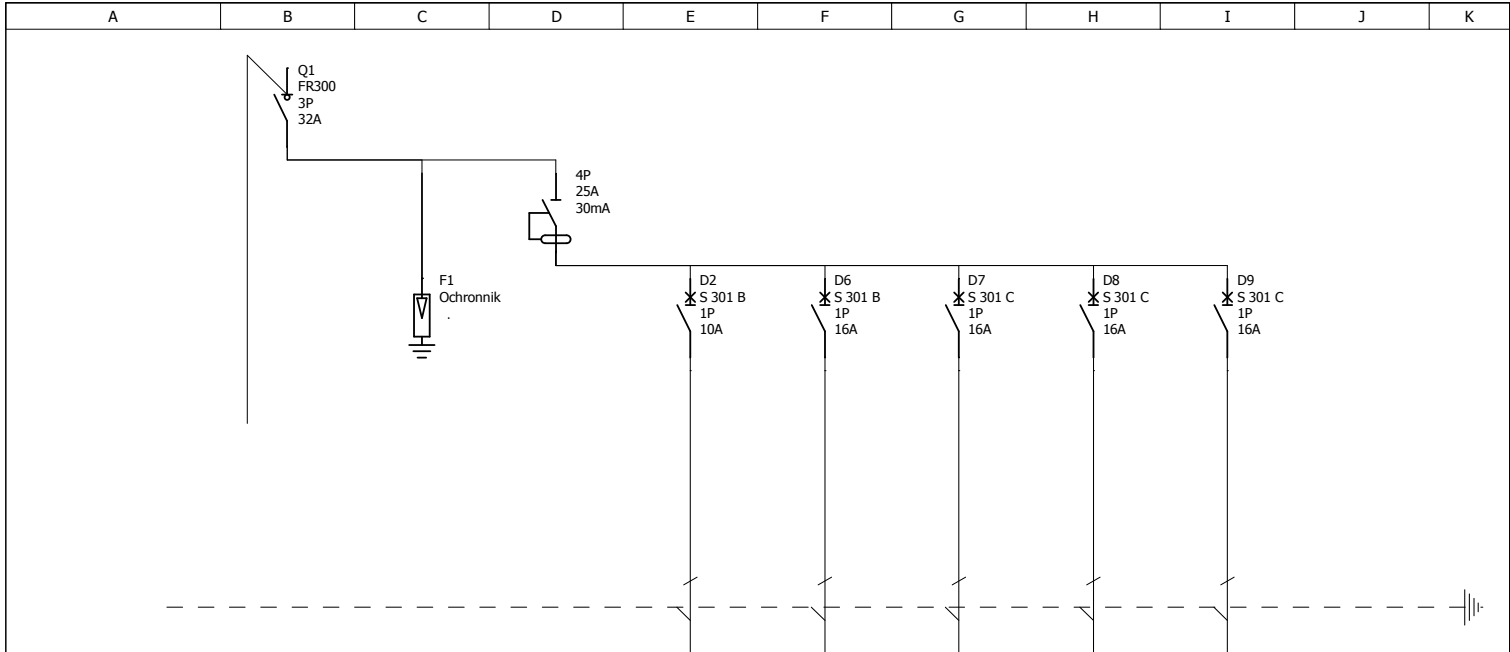 A B C D E F G H I J K
Q1
FR300
3P
32A
4P
25A
30mA
F1
Ochronnik
.
D2
S 301 B
1P
10A
D6
S 301 B
1P
16A
D7
S 301 C
1P
16A
D8
S 301 C
1P
16A
D9
S 301 C
1P
16A